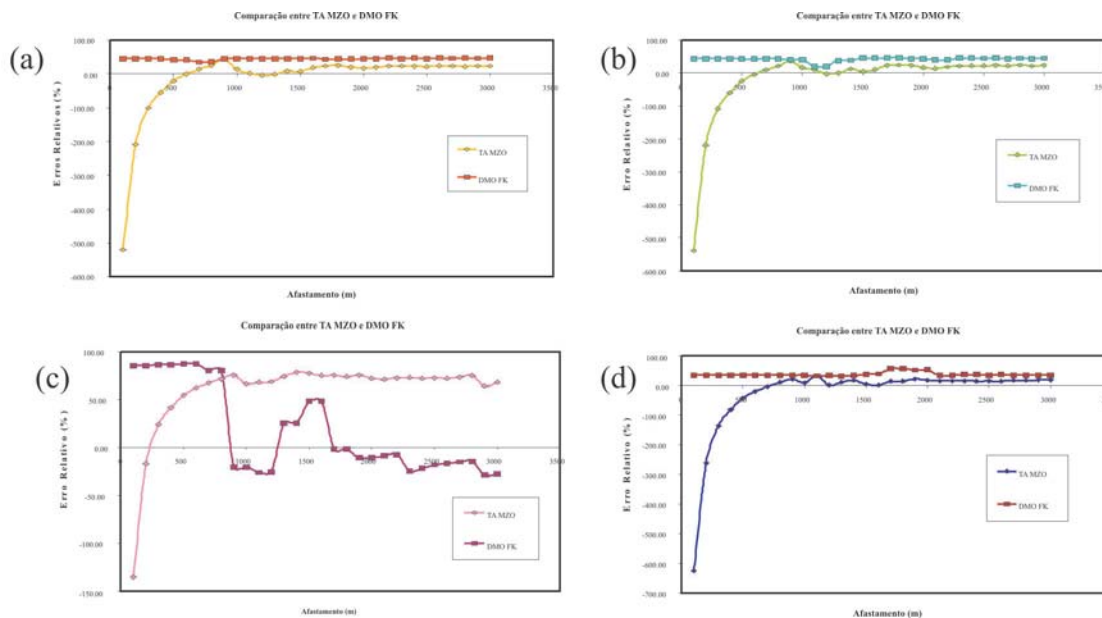 Comparação entre TA MZO e DMO FK
(a)
100.00
0.00
-100.00
-200.00
-300.00
-400.00
-500.00
-600.00
0
500
1000
1500
2000
2500
3000
3500
Erros Relativos (%)
TA MZO
DMO FK
Afastamento (m)
Comparação entre TA MZO e DMO FK
(b)
100.00
0.00
-100.00
-200.00
-300.00
-400.00
-500.00
-600.00
0
500
1000
1500
2000
2500
3000
3500
Erro Relativo (%)
TA MZO
DMO FK
Afastamento (m)
Comparação entre TA MZO e DMO FK
(c)
100.00
50.00
0.00
-50.00
-100.00
-150.00
0
500
1000
1500
2000
2500
3000
3500
Erro Relativo (%)
TA MZO
DMO FK
Afastamento (m)
Comparação entre TA MZO e DMO FK
(d)
100.00
0.00
-100.00
-200.00
-300.00
-400.00
-500.00
-600.00
-700.00
0
500
1000
1500
2000
2500
3000
3500
Erro Relativo (%)
TA MZO
DMO FK
Afastamento (m)